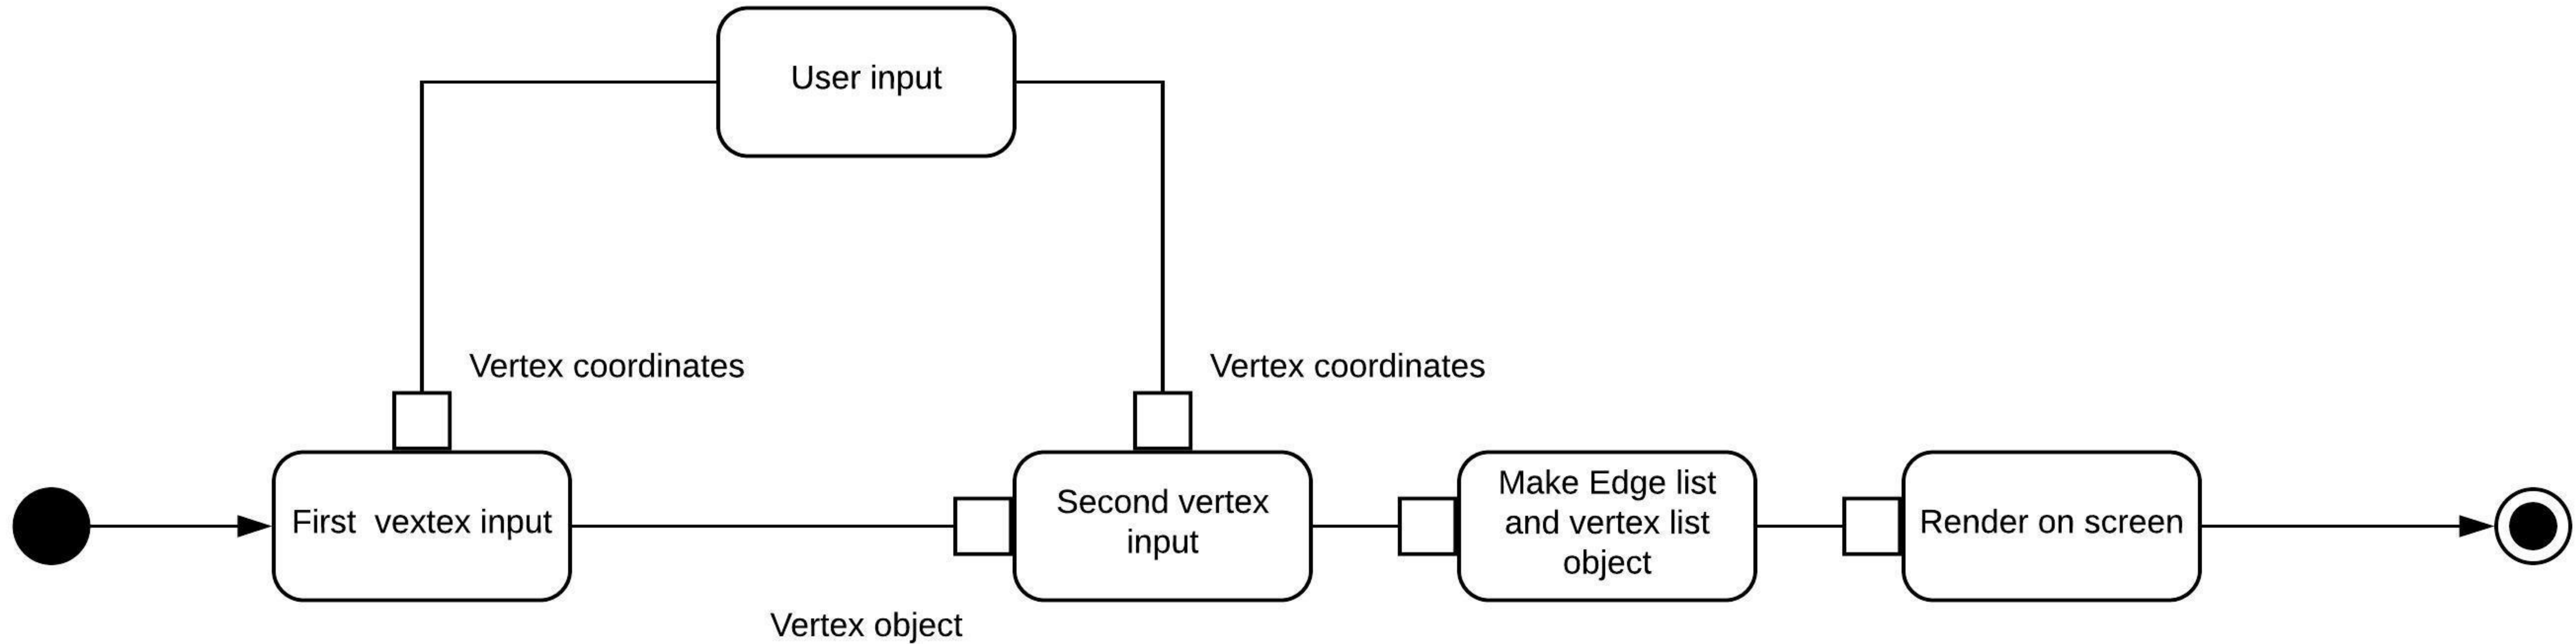 User input
Vertex coordinates
Vertex coordinates
First  vextex input
Second vertex
input
Make Edge list
and vertex list
object
Render on screen
Vertex object